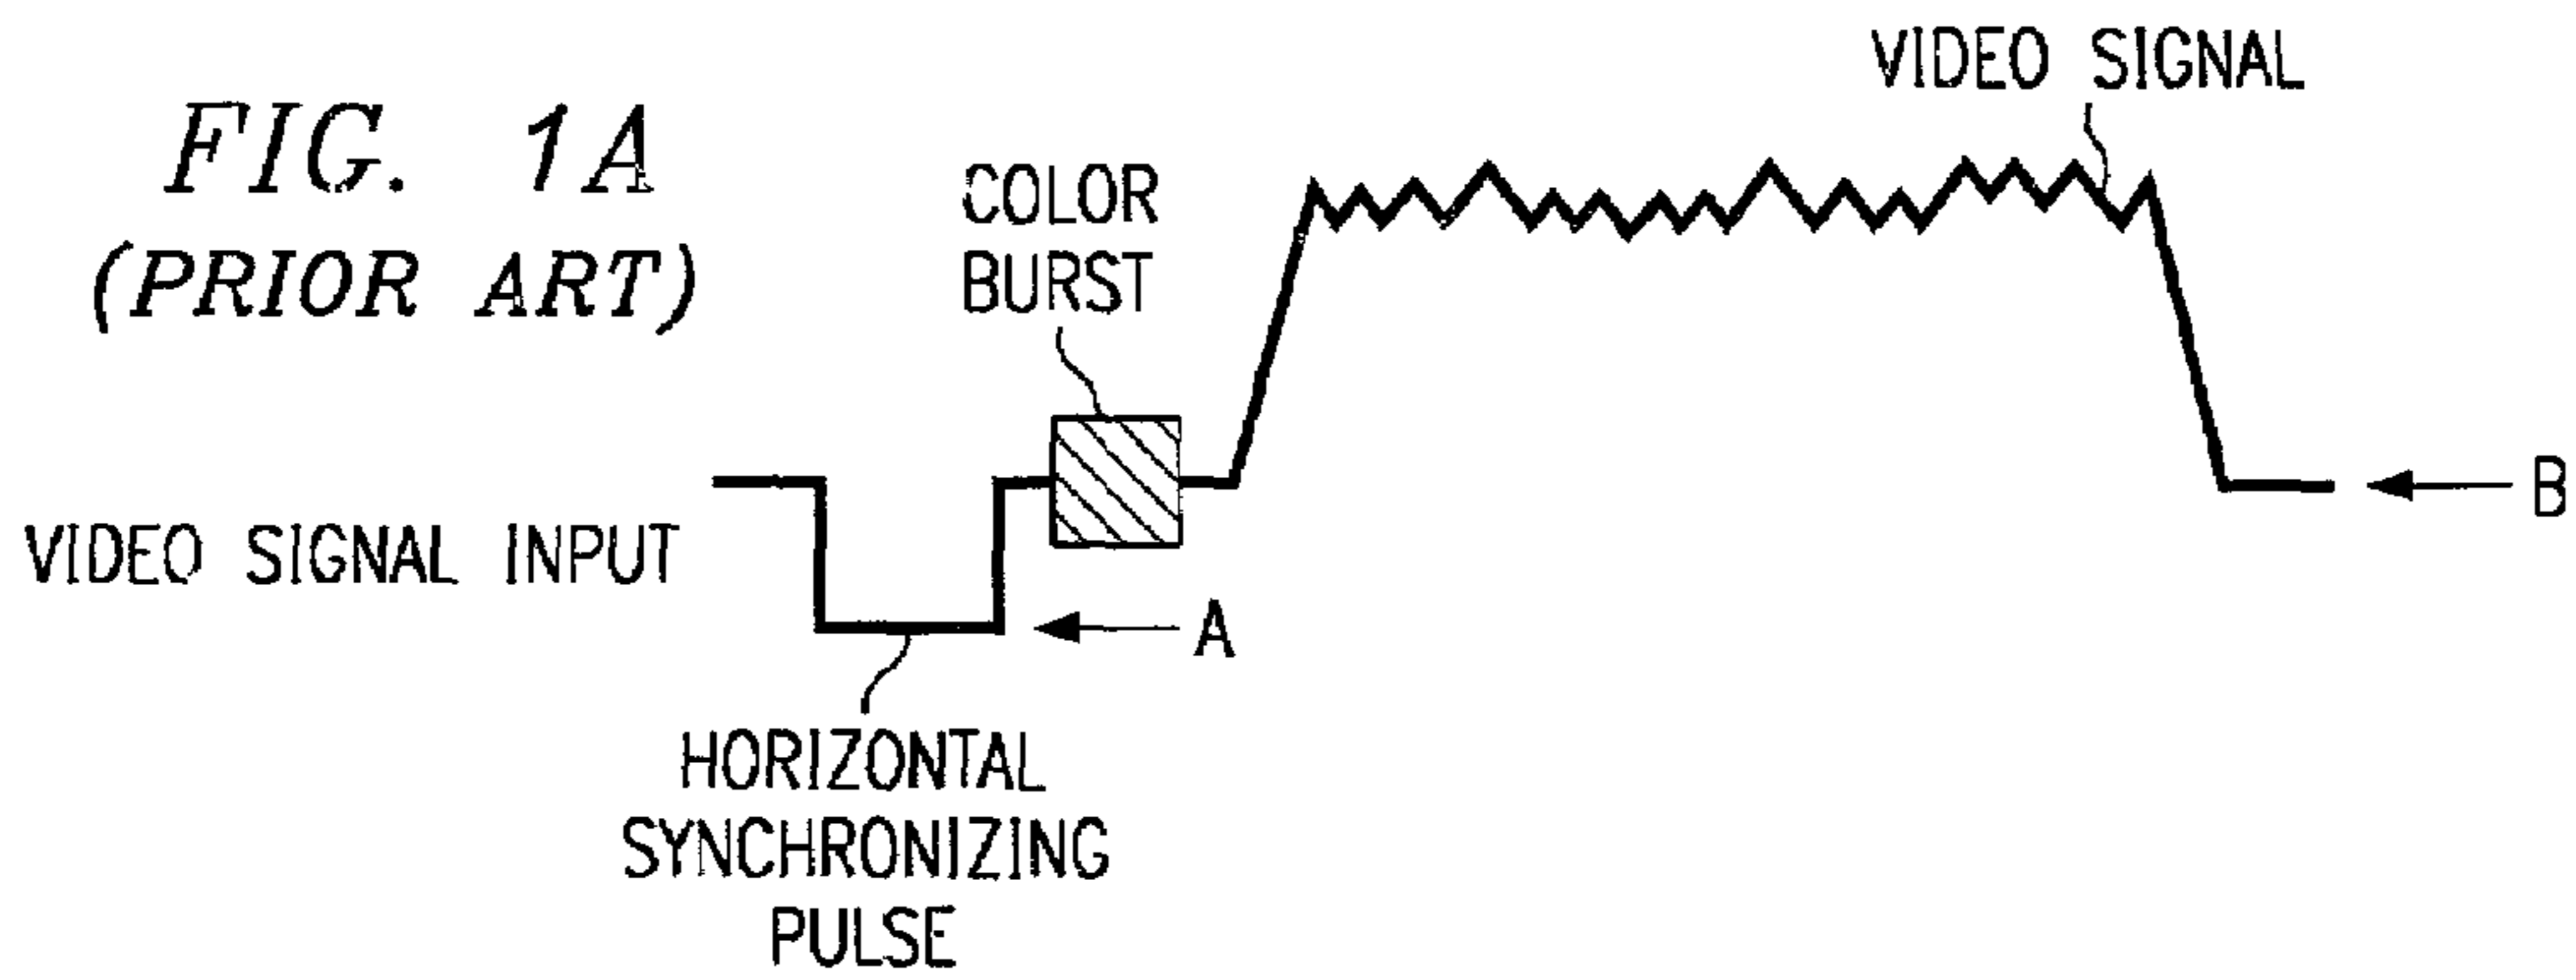 FIG. 1A
(PRIOR ART)
VIDEO SIGNAL
COLOR
BURST
B
VIDEO SIGNAL INPUT
A
HORIZONTAL
SYNCHRONIZING
PULSE